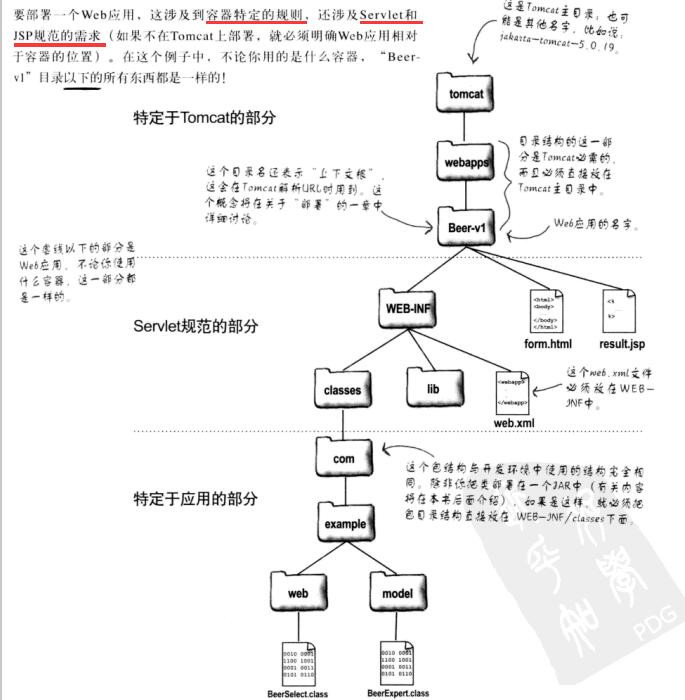 要部署一个Web应用，这涉及到容器特定的规则，还涉及Servlet和
JSP规范的需求（如果不在Tomcat上部署，就必须明确Web应用相对
于容器的位置）。在这个例子中，不论你用的是什么容器，“Beer-
v1”目录以下的所有东西都是一样的！
这是Tomcat主目录；也可
能是其他名字，比如说：
jakarta-tomcat-5.0.19。
tomcat
特定于Tomcat的部分
目录结构的这一部
分是Tomcat必需的，
而且必须直接放在
Tomcat主目录中。
webapps
这个目录名还表示“上下文根”，
这会在Tomcat解析URL时用到。这
个概念将在关于“部署”的一章中
详细讨论。
Beer-v1
Web应用的名字。
这个虚线以下的部分是
Web应用，不论你使用
什么容器，这一部分都
是一样的。
WEB-INF
<html>
<body>
</body>
</html>
form.html
<%
%>
result.jsp
Servlet规范的部分
classes
lib
<webapp>
</webapp>
web.xml
这个web.xml文件
必须放在WEB-
INF中。
com
这个包结构与开发环境中使用的结构完全相
同。除非你把类部署在一个JAR中（有关内容
将在本书后面介绍），如果是这样，就必须把
包目录结构直接放在 WEB-INF/classes下面。
特定于应用的部分
example
web
model
0010 0001
1100 1001
0001 0011
0101 0110
BeerSelect.class
0010 0001
1100 1001
0001 0011
0101 0110
BeerExpert.class
PDG